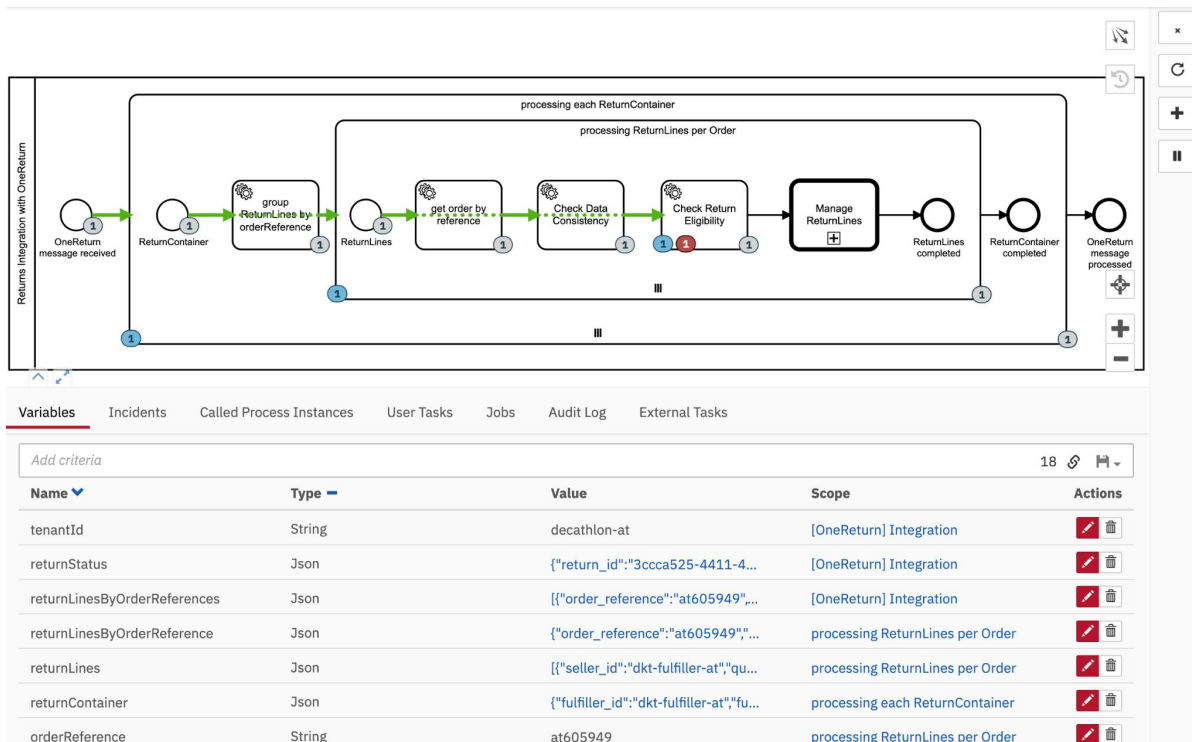 processing each ReturnContainer
processing ReturnLines per Order
Returns Integration with OneReturn
group
ReturnLines by
orderReference
get order by
reference
Check Data
Consistency
Check Return
Eligibility
Manage
ReturnLines
1
1
1
1
1
1
1
1
1
OneReturn
message received
ReturnContainer
ReturnLines
ReturnLines
completed
ReturnContainer
completed
OneReturn
message
processed
1
1
1
1
Variables Incidents Called Process Instances User Tasks Jobs Audit Log External Tasks
Add criteria 18
Name Type Value Scope Actions
tenantId String decathlon-at [OneReturn] Integration
returnStatus Json {"return_id":"3ccca525-4411-4... [OneReturn] Integration
returnLinesByOrderReferences Json [{"order_reference":"at605949",... [OneReturn] Integration
returnLinesByOrderReference Json {"order_reference":"at605949","... processing ReturnLines per Order
returnLines Json [{"seller_id":"dkt-fulfiller-at","qu... processing ReturnLines per Order
returnContainer Json {"fulfiller_id":"dkt-fulfiller-at","fu... processing each ReturnContainer
orderReference String at605949 processing ReturnLines per Order